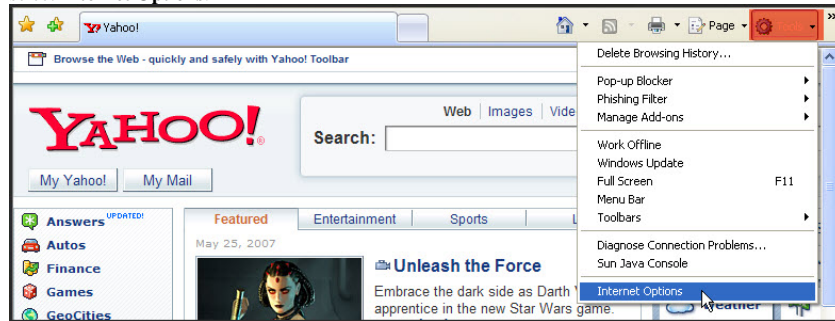 Yahoo!
Page
Tools
»
Browse the Web - quickly and safely with Yahoo! Toolbar
YAHOO!®
My Yahoo!
My Mail
Web | Images | Vide
Search:
Delete Browsing History...
Pop-up Blocker
Phishing Filter
Manage Add-ons
Work Offline
Windows Update
Full Screen F11
Menu Bar
Toolbars
Diagnose Connection Problems...
Sun Java Console
Internet Options
Answers UPDATED!
Autos
Finance
Games
GeoCities
Featured
Entertainment
Sports
May 25, 2007
Unleash the Force
Embrace the dark side as Darth
apprentice in the new Star Wars game.
Weather